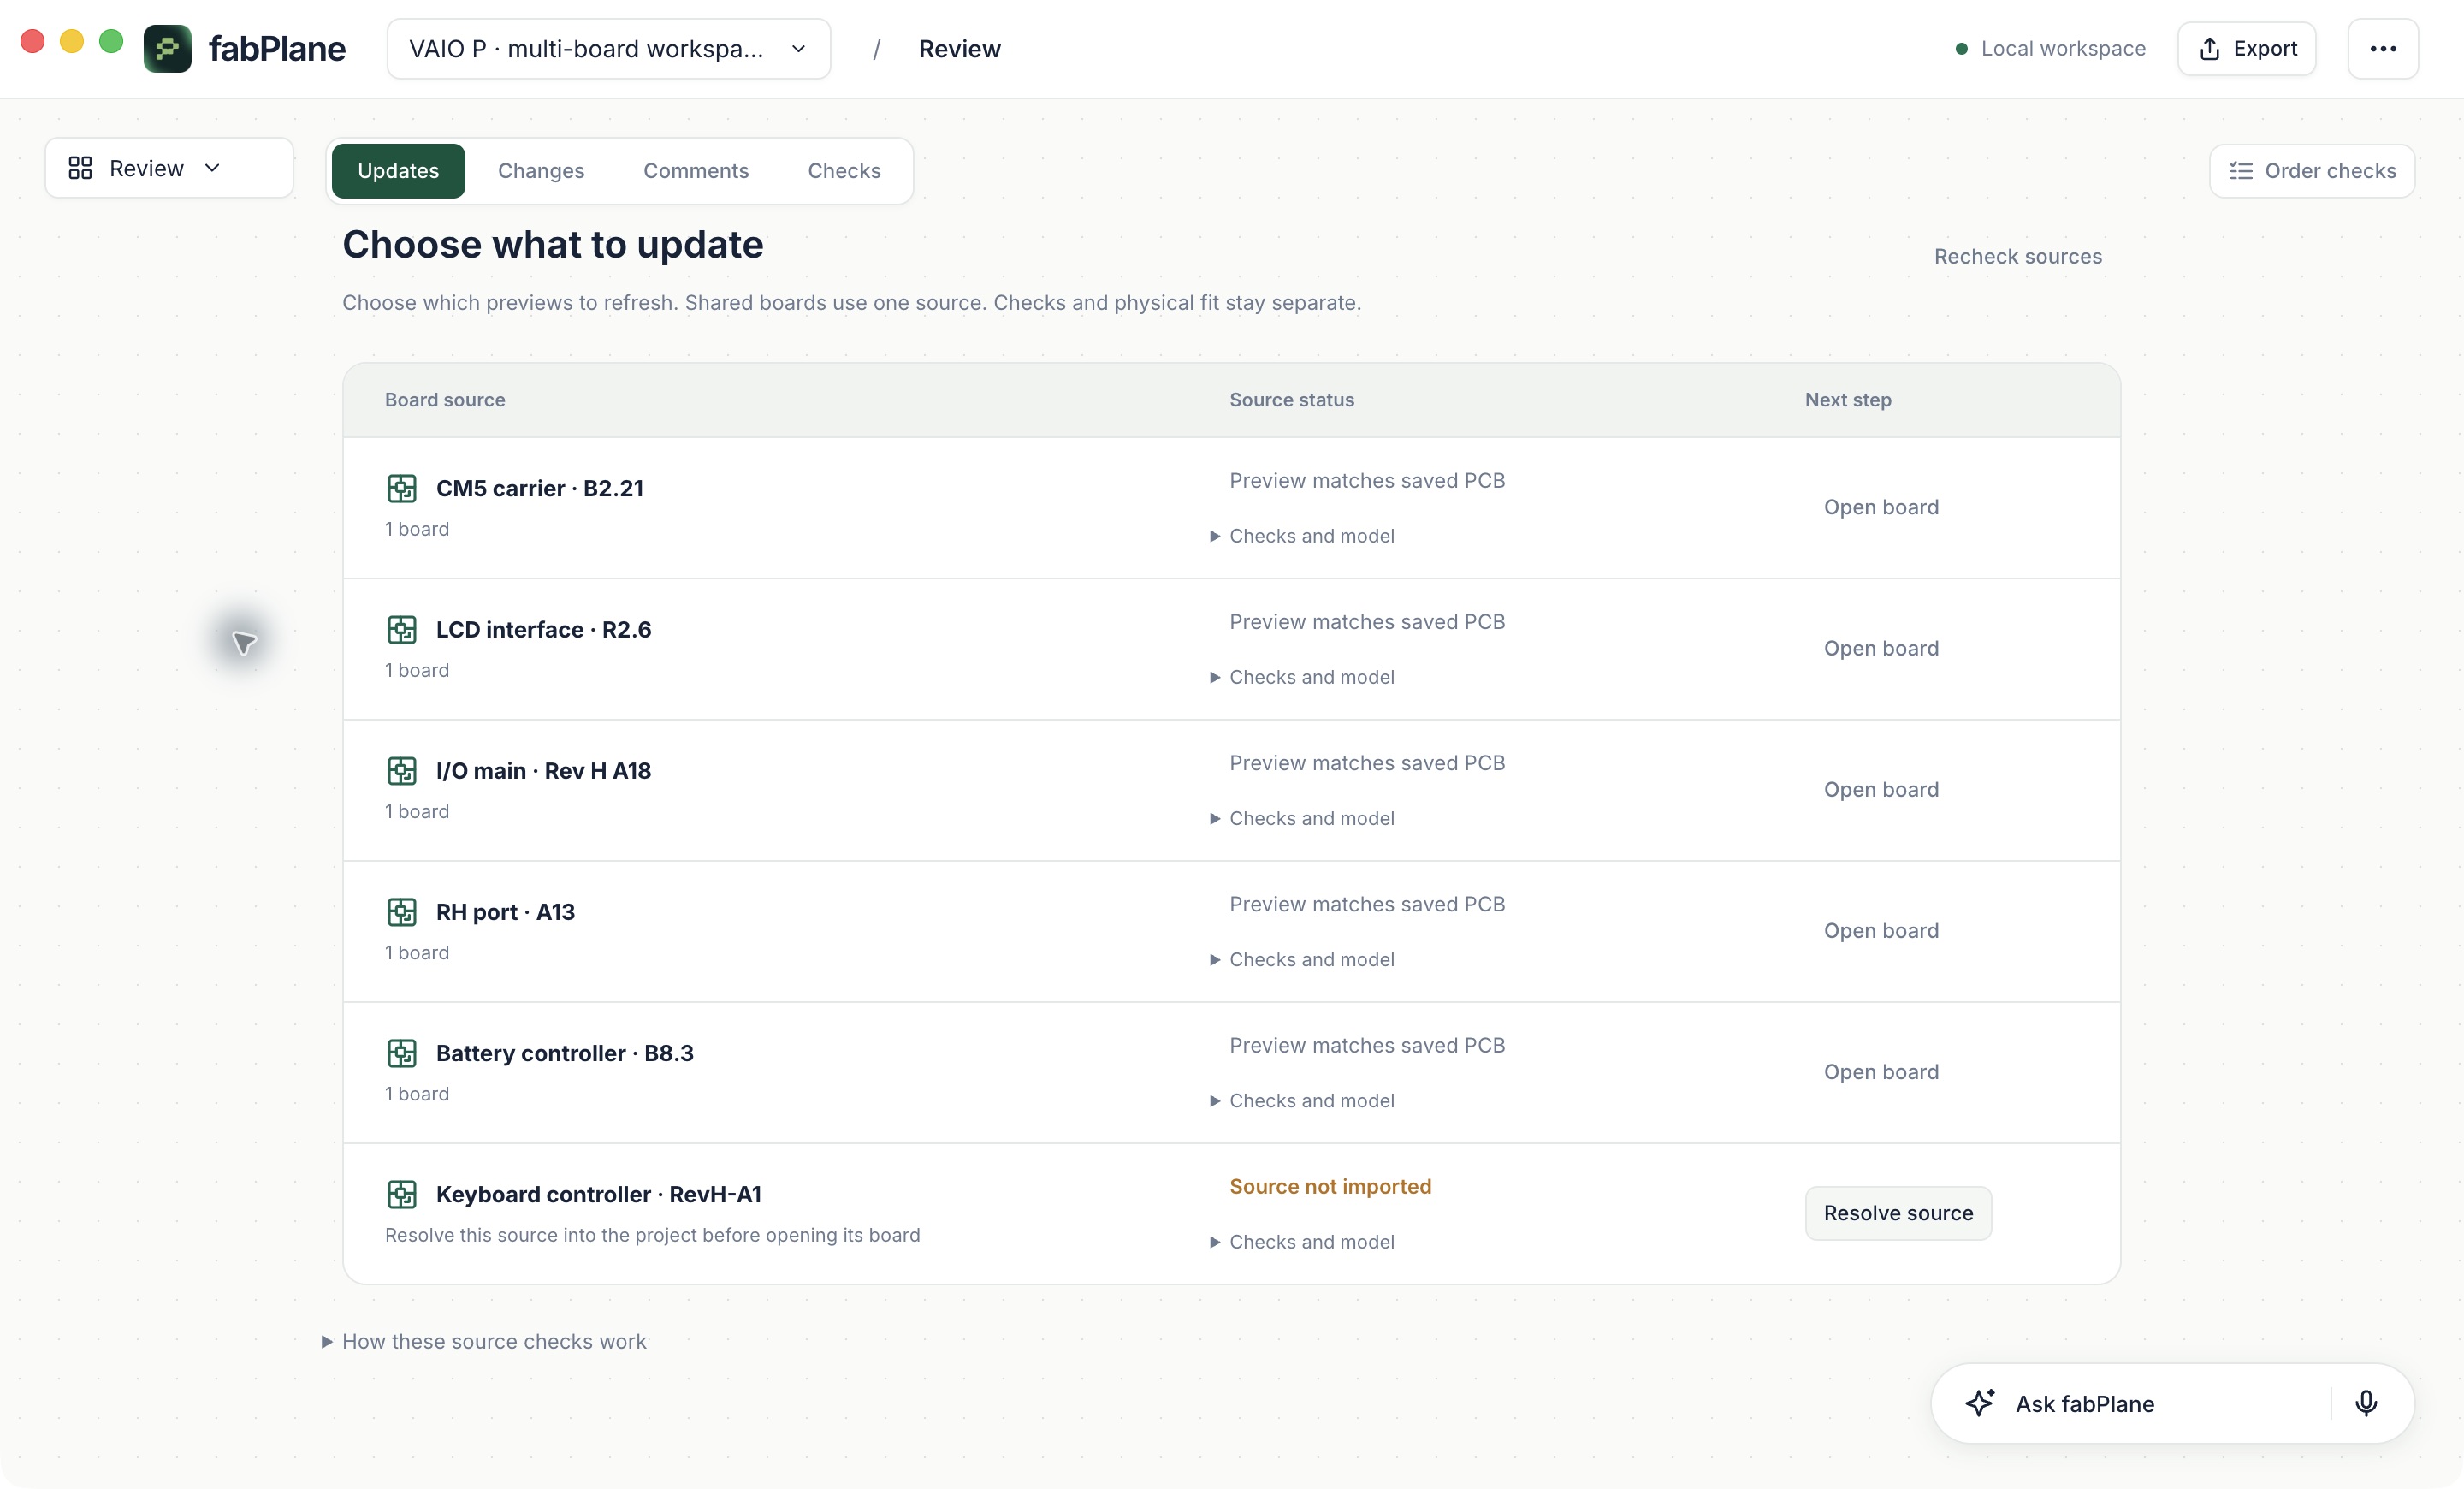 fabPlane
VAIO P · multi-board workspa...
/
Review
Local workspace
Export
Review
Updates
Changes
Comments
Checks
Order checks
Choose what to update
Recheck sources
Choose which previews to refresh. Shared boards use one source. Checks and physical fit stay separate.
Board source
Source status
Next step
CM5 carrier · B2.21
1 board
Preview matches saved PCB
Checks and model
Open board
LCD interface · R2.6
1 board
Preview matches saved PCB
Checks and model
Open board
I/O main · Rev H A18
1 board
Preview matches saved PCB
Checks and model
Open board
RH port · A13
1 board
Preview matches saved PCB
Checks and model
Open board
Battery controller · B8.3
1 board
Preview matches saved PCB
Checks and model
Open board
Keyboard controller · RevH-A1
Resolve this source into the project before opening its board
Source not imported
Checks and model
Resolve source
How these source checks work
Ask fabPlane